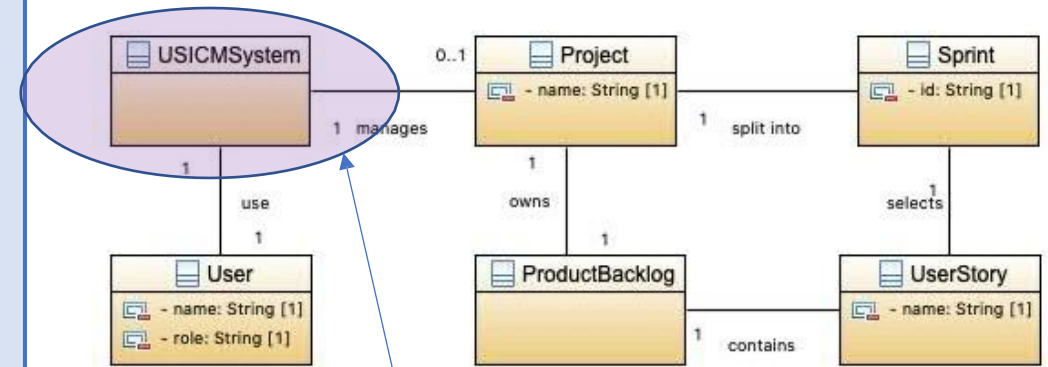 USICMSystem
0..1
Project
Sprint
- name: String [1]
- id: String [1]
1 manages
1
split into
1
1
use
owns
1
selects
1
1
User
ProductBacklog
UserStory
- name: String [1]
- name: String [1]
- role: String [1]
1
contains